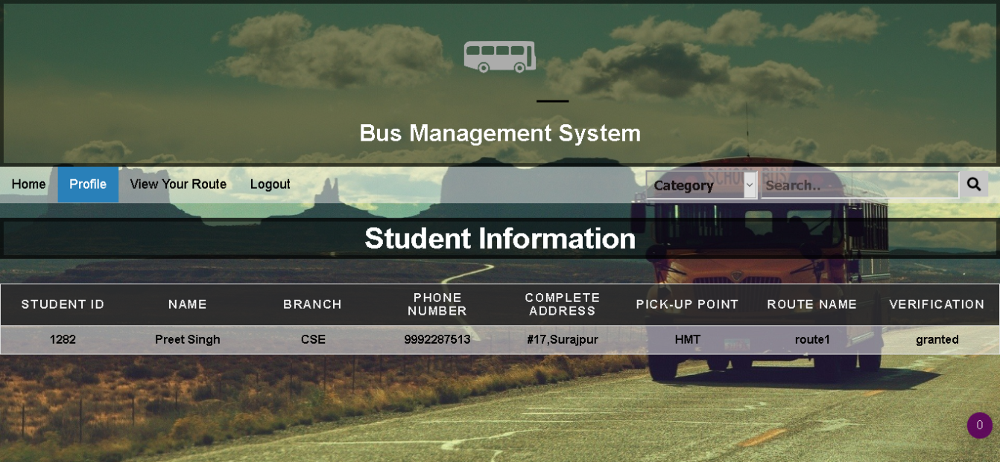 Bus Management System
Home Profile View Your Route Logout Category Search..
SCHOOL BUS
Student Information
STUDENT ID NAME BRANCH PHONE NUMBER COMPLETE ADDRESS PICK-UP POINT ROUTE NAME VERIFICATION
1282 Preet Singh CSE 9992287513 #17,Surajpur HMT route1 granted
0